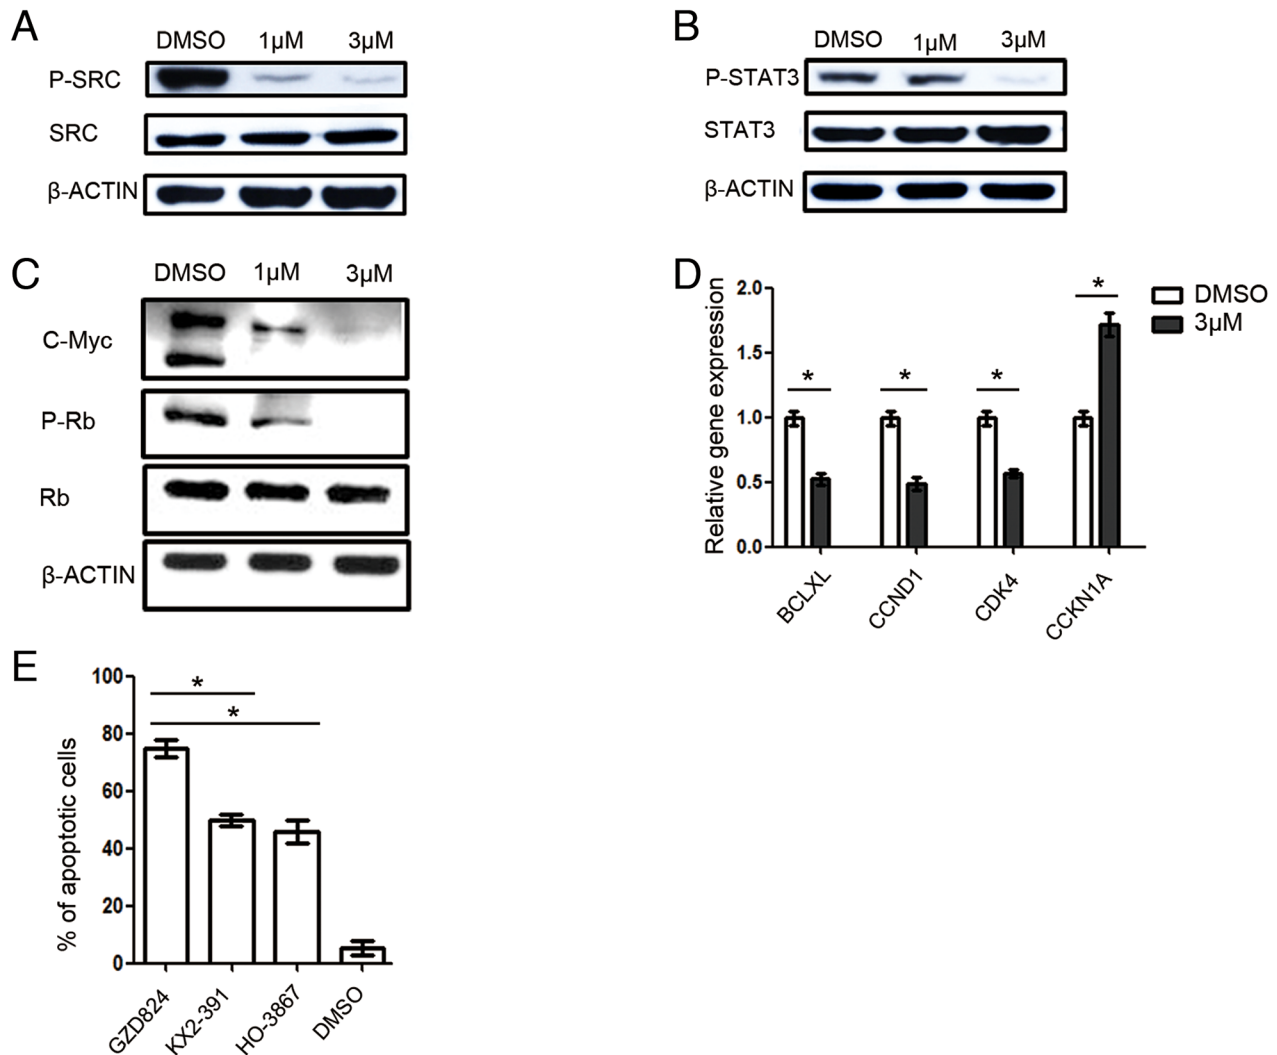 A
DMSO 1μM 3μM
P-SRC
SRC
β-ACTIN
B
DMSO 1μM 3μM
P-STAT3
STAT3
β-ACTIN
C
DMSO 1μM 3μM
C-Myc
P-Rb
Rb
β-ACTIN
D
Relative gene expression
2.0
1.5
1.0
0.5
0.0
* * * *
DMSO
3μM
BCLXL CCND1 CDK4 CCKN1A
E
% of apoptotic cells
100
80
60
40
20
0
*
*
GZD824 KX2-391 HO-3867 DMSO